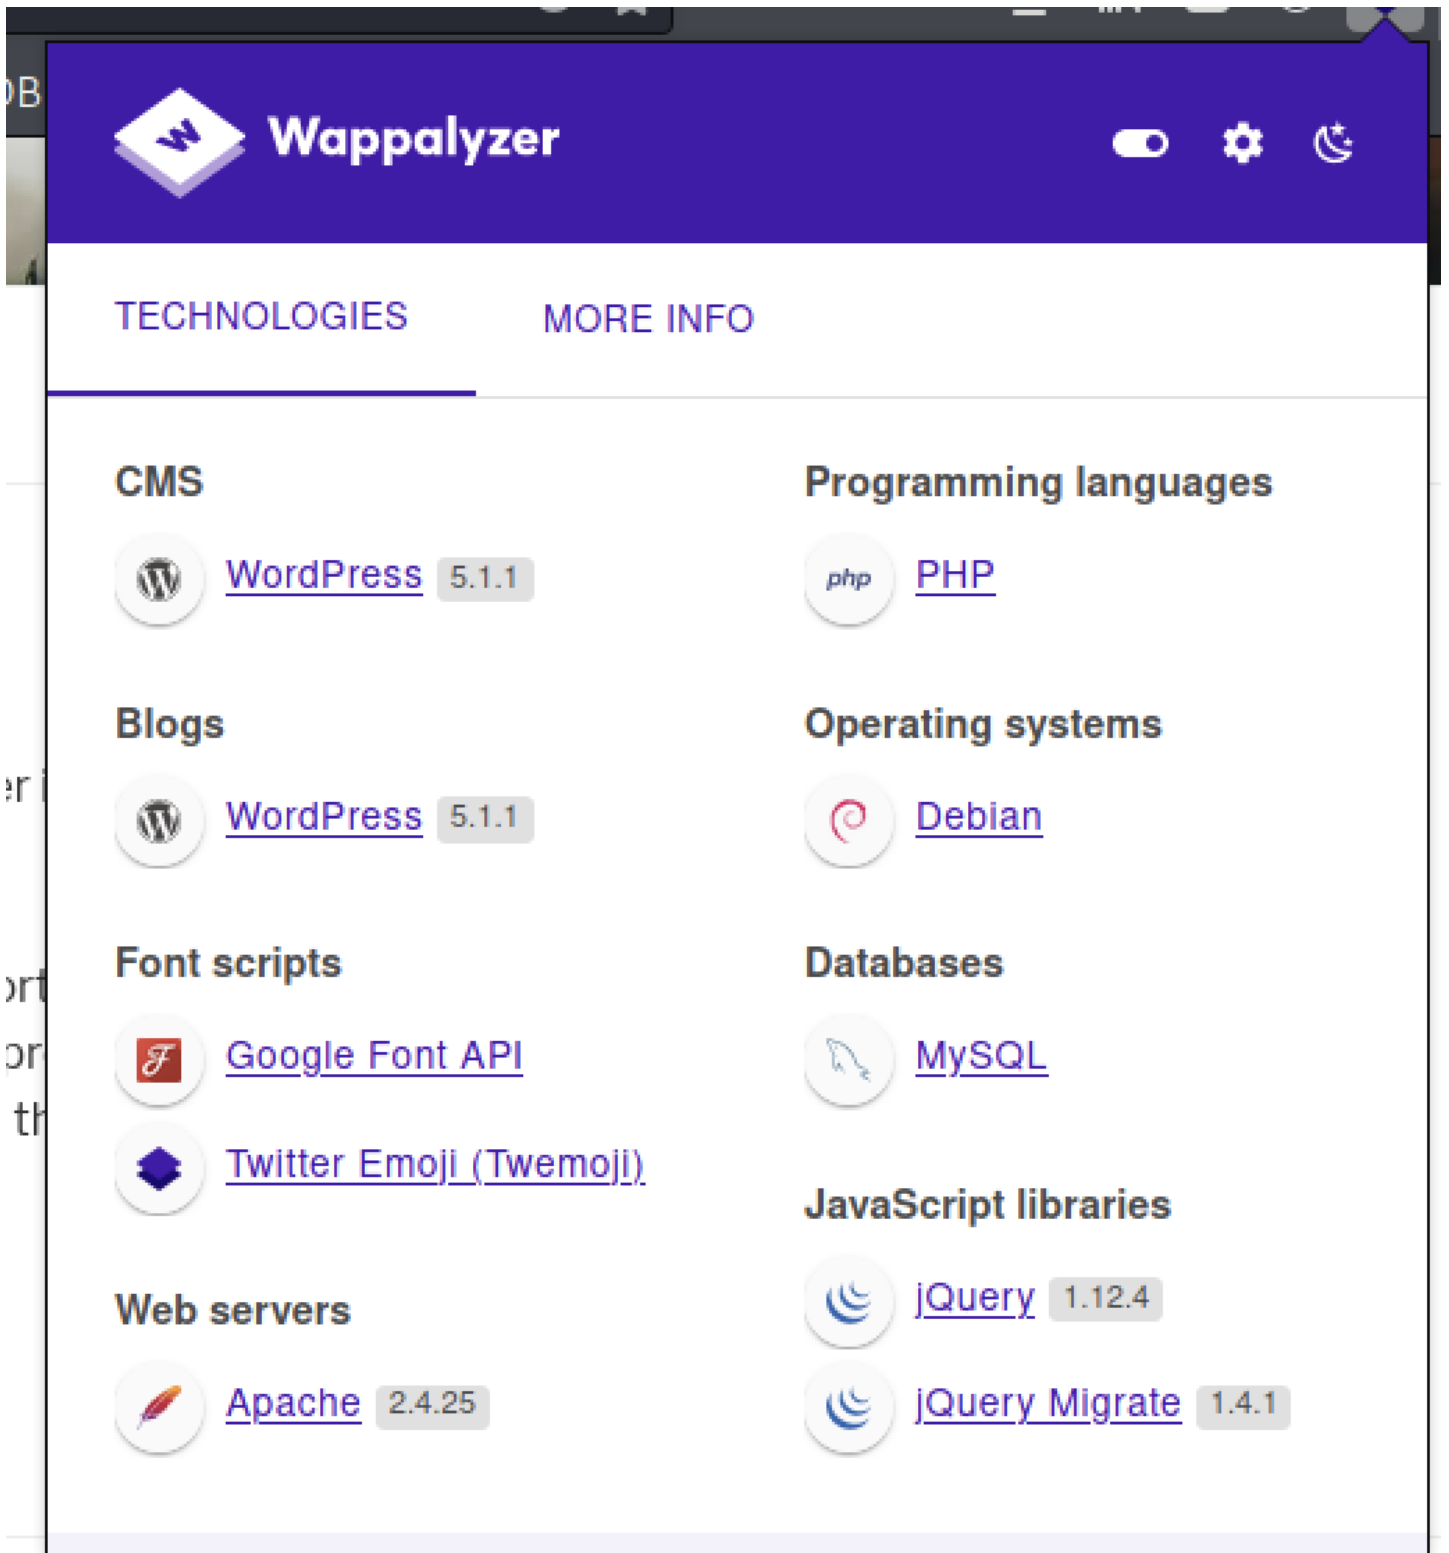 DB
W
Wappalyzer
TECHNOLOGIES
MORE INFO
CMS
WordPress 5.1.1
Blogs
WordPress 5.1.1
Font scripts
Google Font API
Twitter Emoji (Twemoji)
Web servers
Apache 2.4.25
Programming languages
php PHP
Operating systems
Debian
Databases
MySQL
JavaScript libraries
jQuery 1.12.4
jQuery Migrate 1.4.1